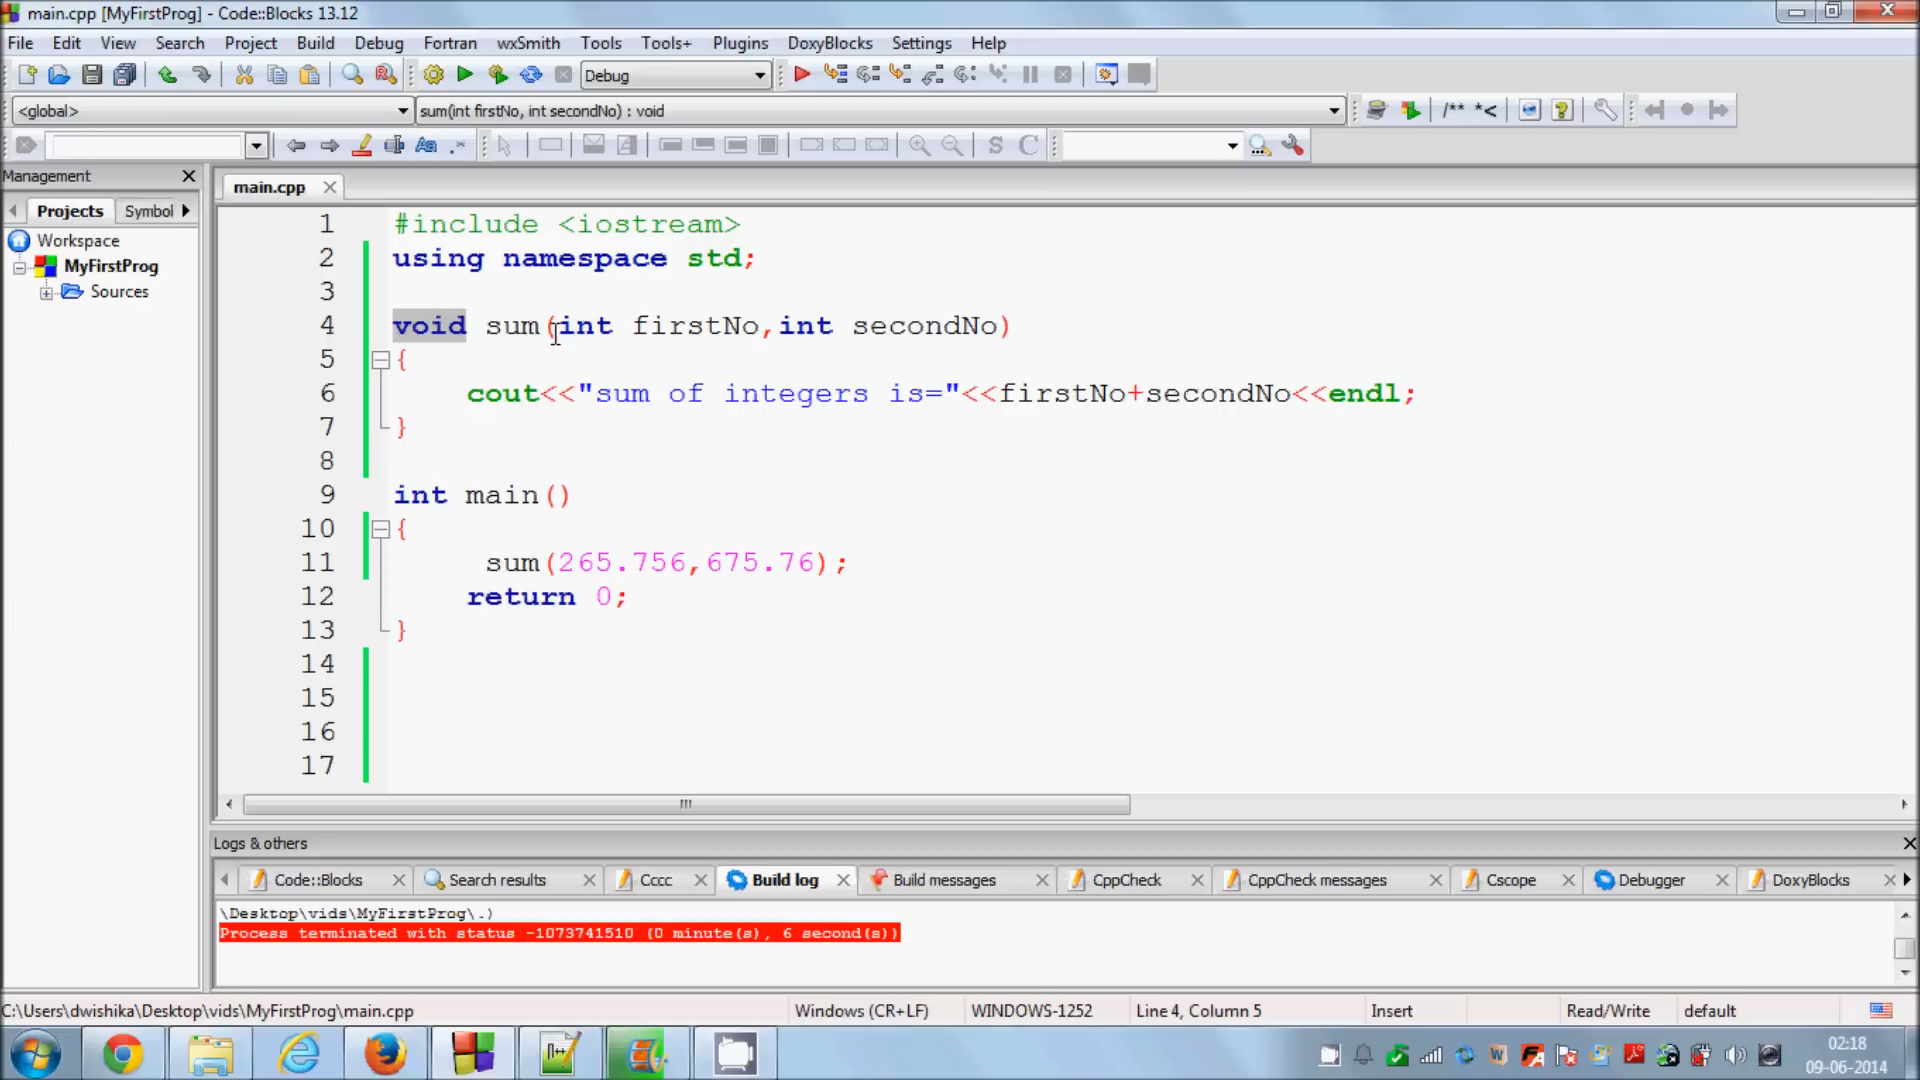 main.cpp [MyFirstProg] - Code::Blocks 13.12
File Edit View Search Project Build Debug Fortran wxSmith Tools Tools+ Plugins DoxyBlocks Settings Help
Debug
<global> sum(int firstNo, int secondNo) : void
/** *<
S C
Management
main.cpp
Projects Symbol
Workspace
MyFirstProg
Sources
1 #include <iostream>
2 using namespace std;
3
4 void sum(int firstNo,int secondNo)
5 {
6 cout<<"sum of integers is="<<firstNo+secondNo<<endl;
7 }
8
9 int main()
10 {
11 sum(265.756,675.76);
12 return 0;
13 }
14
15
16
17
Logs & others
Code::Blocks Search results Cccc Build log Build messages CppCheck CppCheck messages Cscope Debugger DoxyBlocks
\Desktop\vids\MyFirstProg\.)
Process terminated with status -1073741510 (0 minute(s), 6 second(s))
C:\Users\dwishika\Desktop\vids\MyFirstProg\main.cpp Windows (CR+LF) WINDOWS-1252 Line 4, Column 5 Insert Read/Write default
02:18
09-06-2014